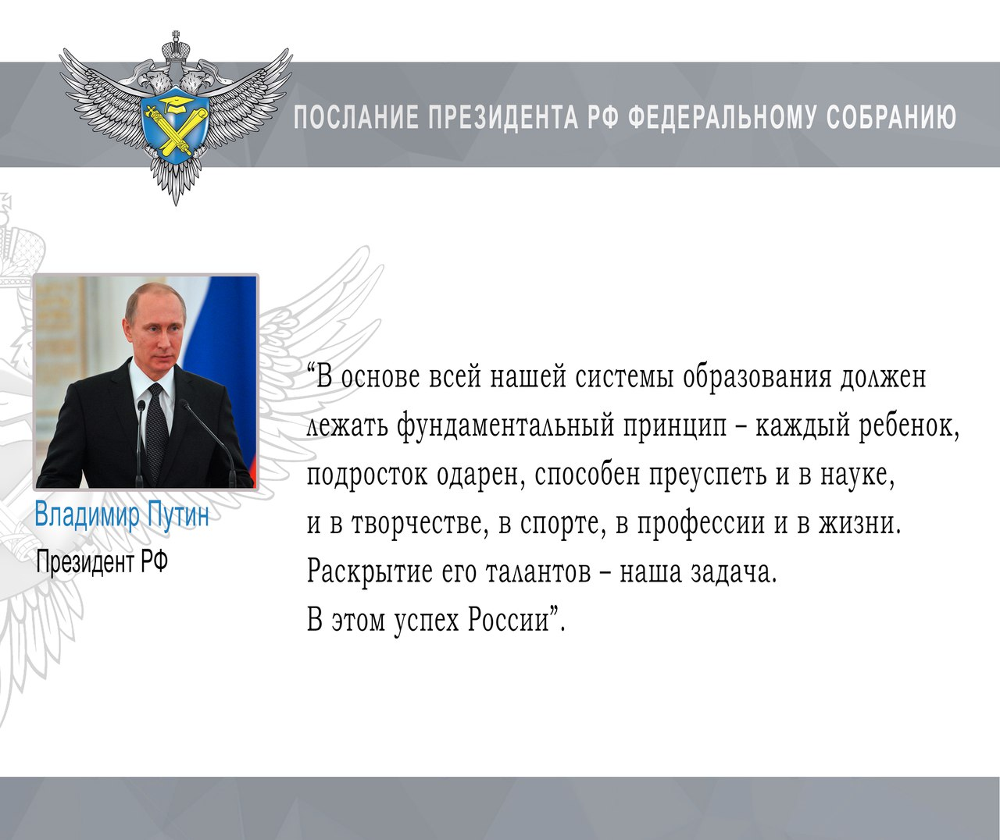 ПОСЛАНИЕ ПРЕЗИДЕНТА РФ ФЕДЕРАЛЬНОМУ СОБРАНИЮ
Владимир Путин
Президент РФ
“В основе всей нашей системы образования должен
лежать фундаментальный принцип – каждый ребенок,
подросток одарен, способен преуспеть и в науке,
и в творчестве, в спорте, в профессии и в жизни.
Раскрытие его талантов – наша задача.
В этом успех России”.